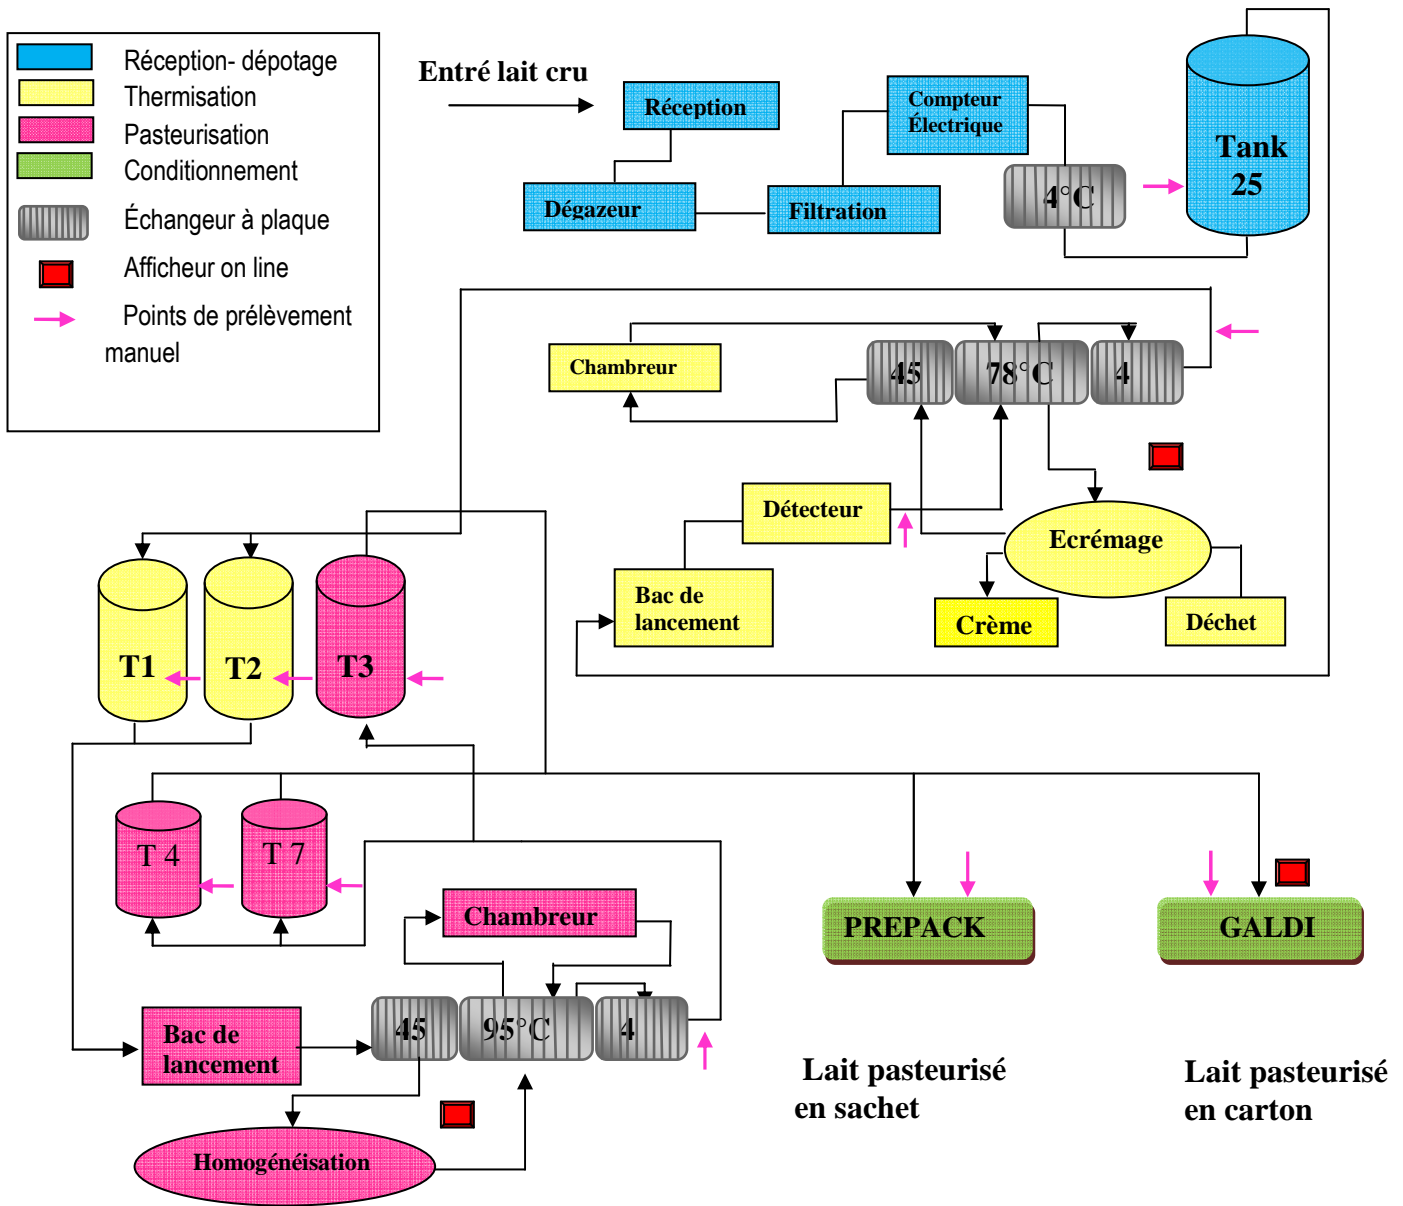 Réception- dépotage
Thermisation
Pasteurisation
Conditionnement
Échangeur à plaque
Afficheur on line
Points de prélèvement
manuel
Entré lait cru
Réception
Compteur
Électrique
Tank
25
Dégazeur
Filtration
4°C
Chambreur
45
78°C
4
Détecteur
Ecrémage
Bac de
lancement
Crème
Déchet
T1
T2
T3
T 4
T 7
Chambreur
PREPACK
GALDI
Bac de
lancement
45
95°C
4
Lait pasteurisé
en sachet
Lait pasteurisé
en carton
Homogénéisation